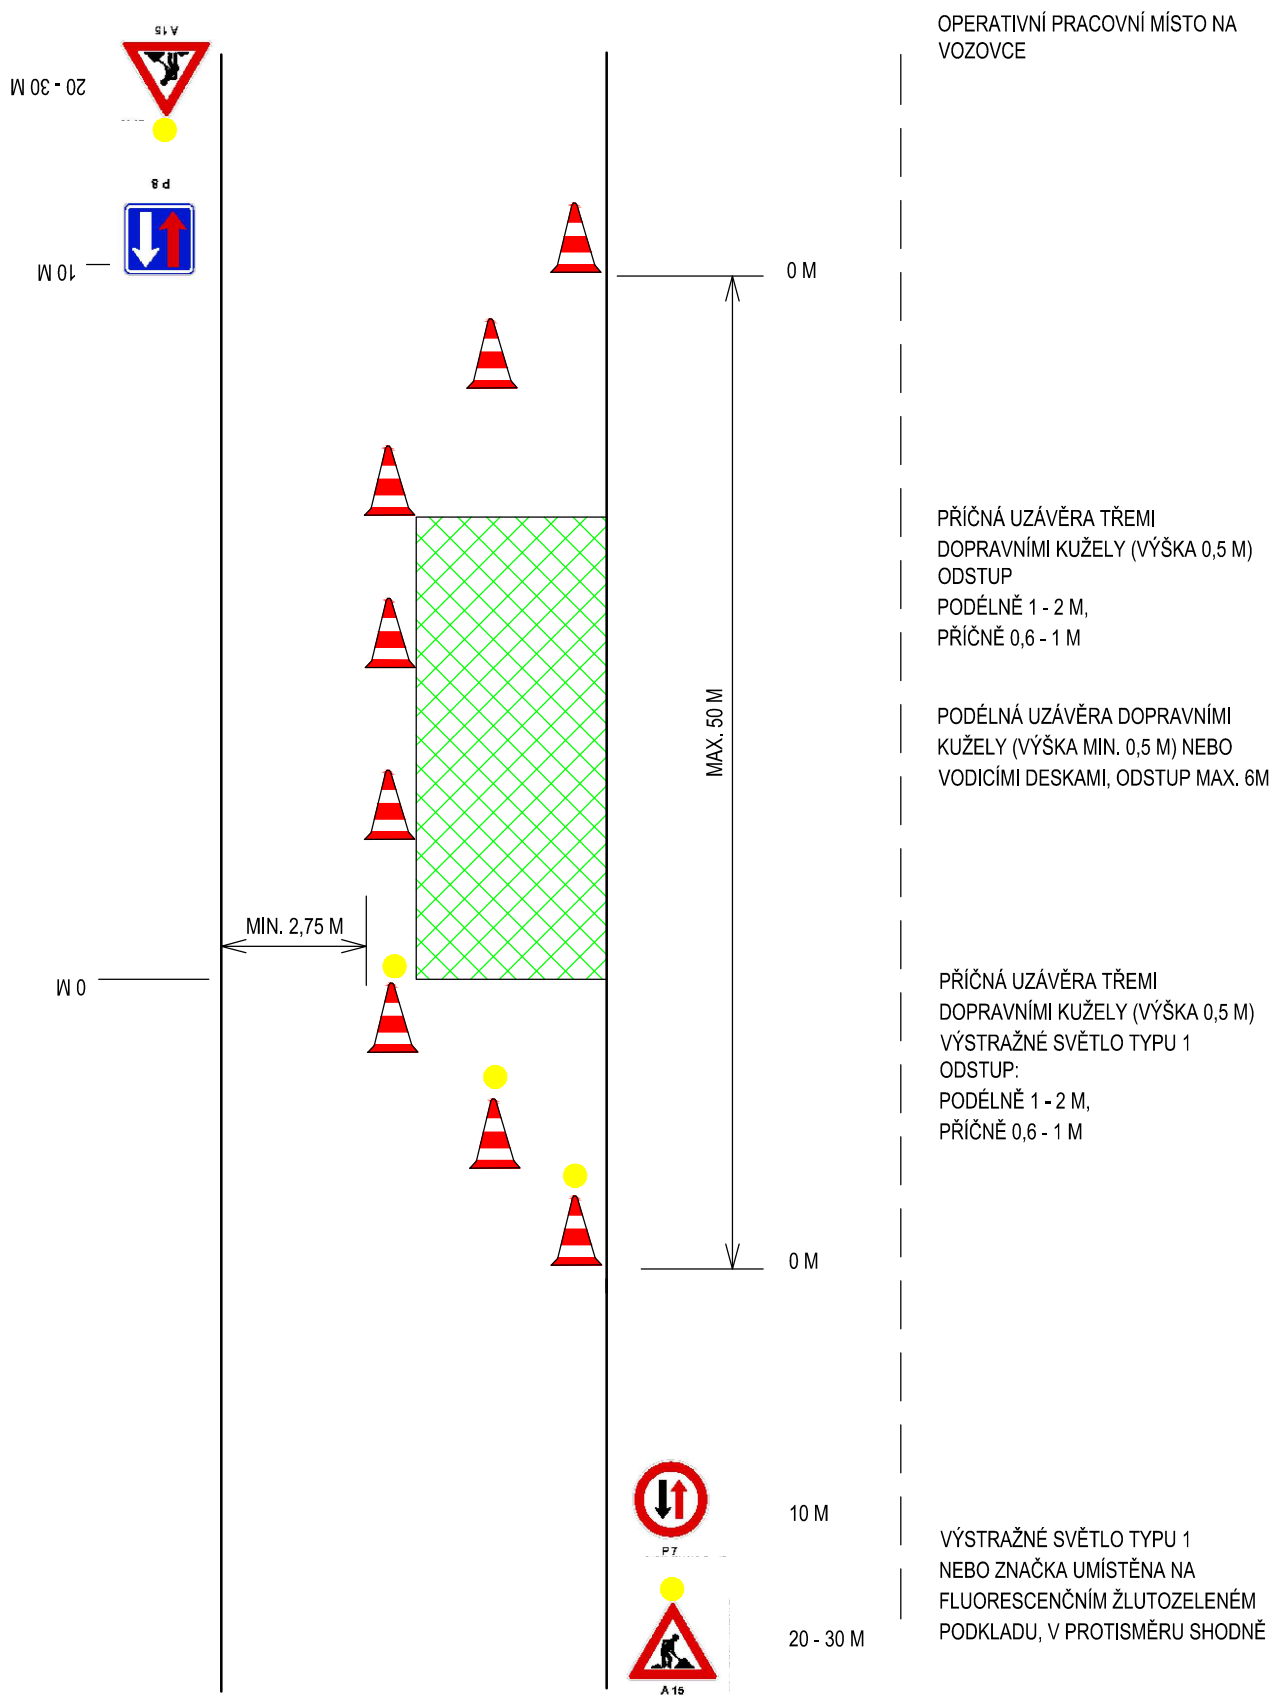 OPERATIVNÍ PRACOVNÍ MÍSTO NA
VOZOVCE
A 15
20 - 30 M
P 8
10 M
0 M
PŘÍČNÁ UZÁVĚRA TŘEMI
DOPRAVNÍMI KUŽELY (VÝŠKA 0,5 M)
ODSTUP
PODÉLNĚ 1 - 2 M,
PŘÍČNĚ 0,6 - 1 M
MAX. 50 M
PODÉLNÁ UZÁVĚRA DOPRAVNÍMI
KUŽELY (VÝŠKA MIN. 0,5 M) NEBO
VODICÍMI DESKAMI, ODSTUP MAX. 6M
MIN. 2,75 M
0 M
PŘÍČNÁ UZÁVĚRA TŘEMI
DOPRAVNÍMI KUŽELY (VÝŠKA 0,5 M)
VÝSTRAŽNÉ SVĚTLO TYPU 1
ODSTUP:
PODÉLNĚ 1 - 2 M,
PŘÍČNĚ 0,6 - 1 M
0 M
10 M
P 7
20 - 30 M
A 15
VÝSTRAŽNÉ SVĚTLO TYPU 1
NEBO ZNAČKA UMÍSTĚNA NA
FLUORESCENČNÍM ŽLUTOZELENÉM
PODKLADU, V PROTISMĚRU SHODNĚ